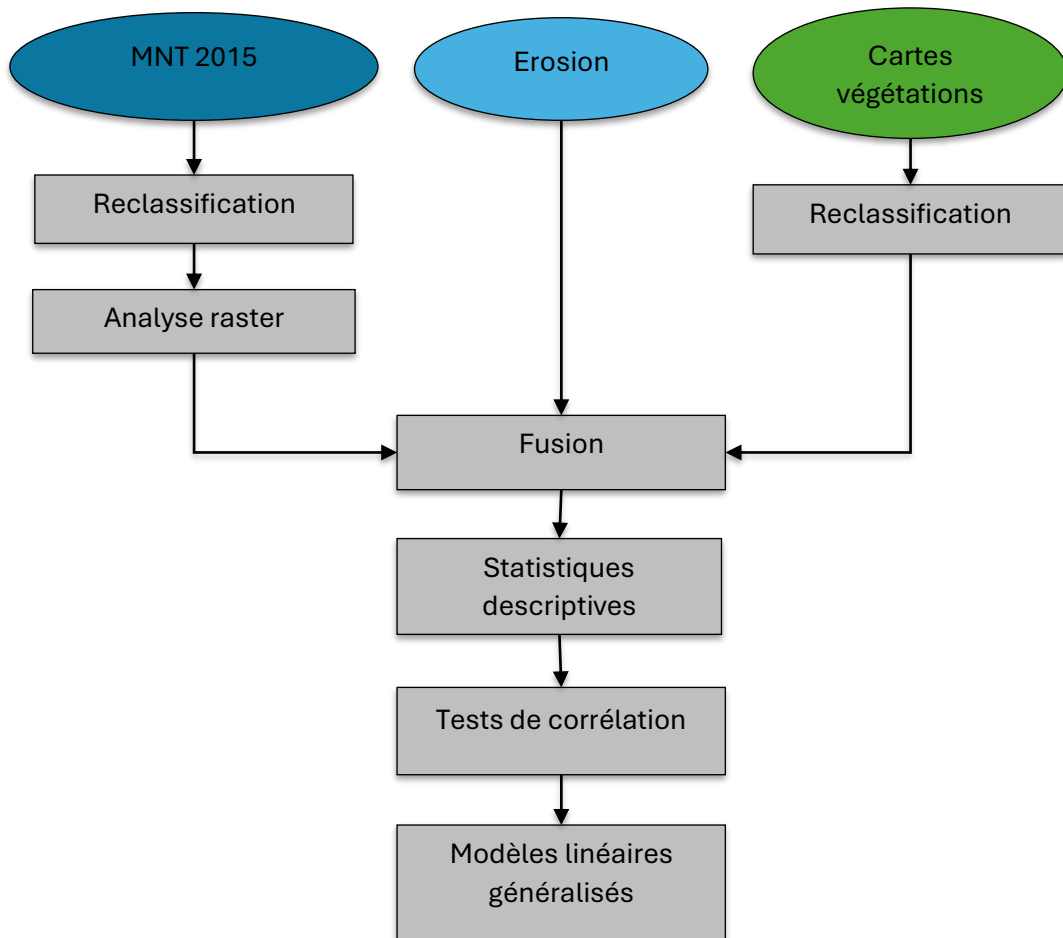 MNT 2015
Erosion
Cartes
végétations
Reclassification
Reclassification
Analyse raster
Fusion
Statistiques
descriptives
Tests de corrélation
Modèles linéaires
généralisés